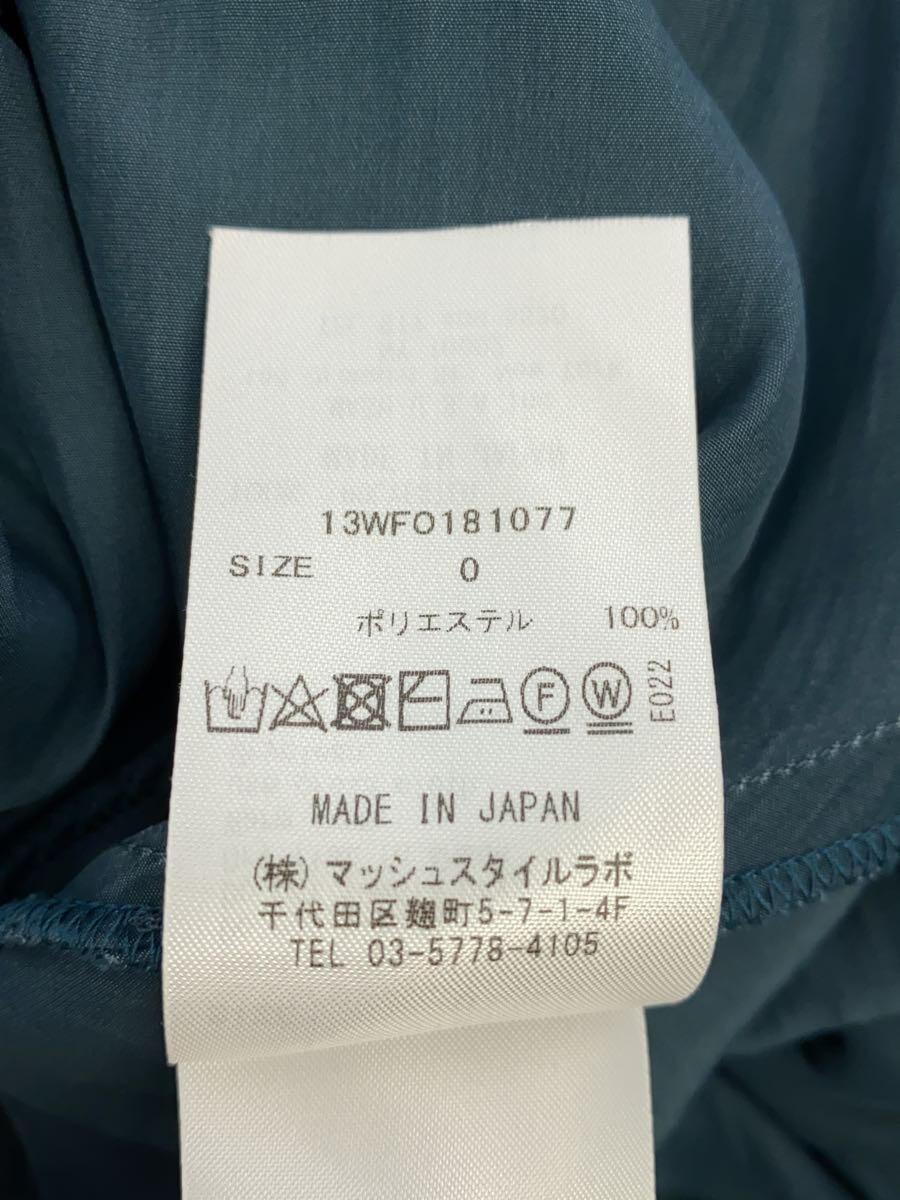 13WFO181077
SIZE 0
ポリエステル 100%
F W E022
MADE IN JAPAN
(株)マッシュスタイルラボ
千代田区麹町5-7-1-4F
TEL 03-5778-4105